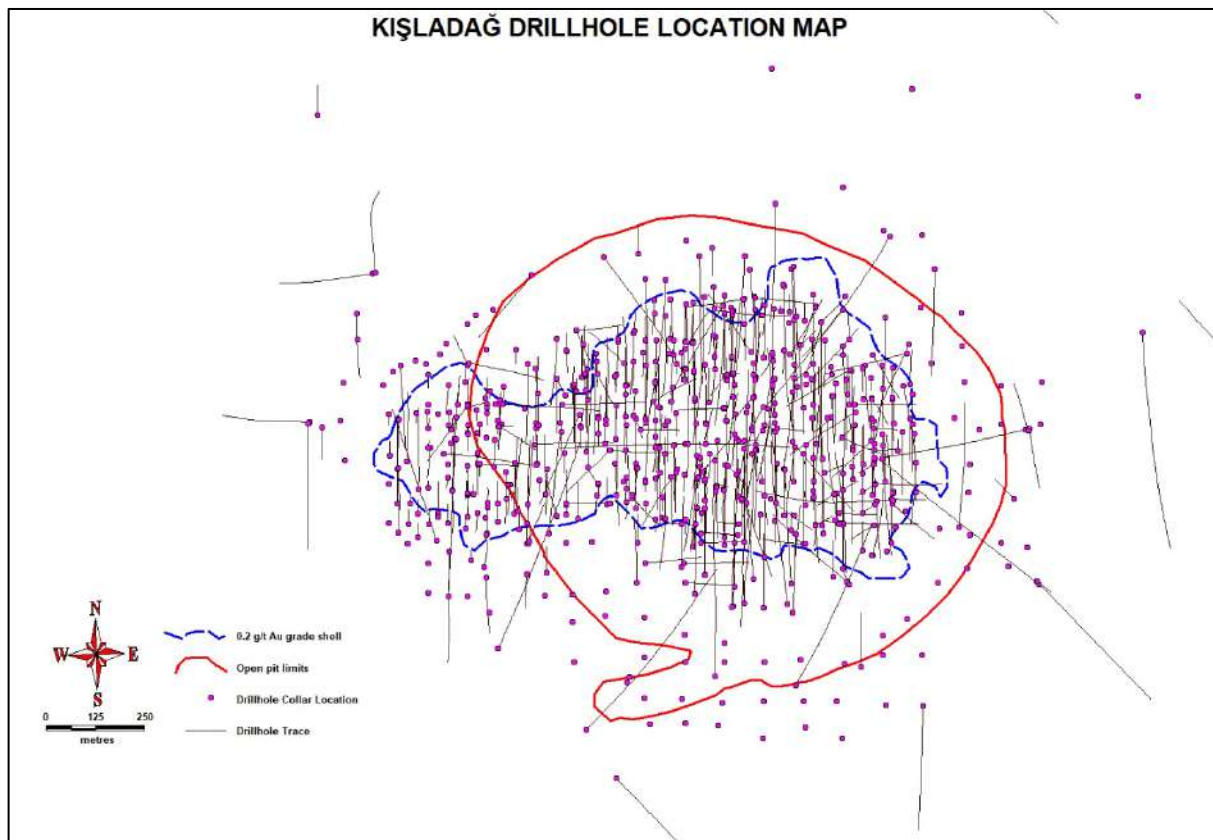 KIŞLADAĞ DRILLHOLE LOCATION MAP
N
W E
S
0 125 250
metres
0.2 g/t Au grade shell
Open pit limits
Drillhole Collar Location
Drillhole Trace